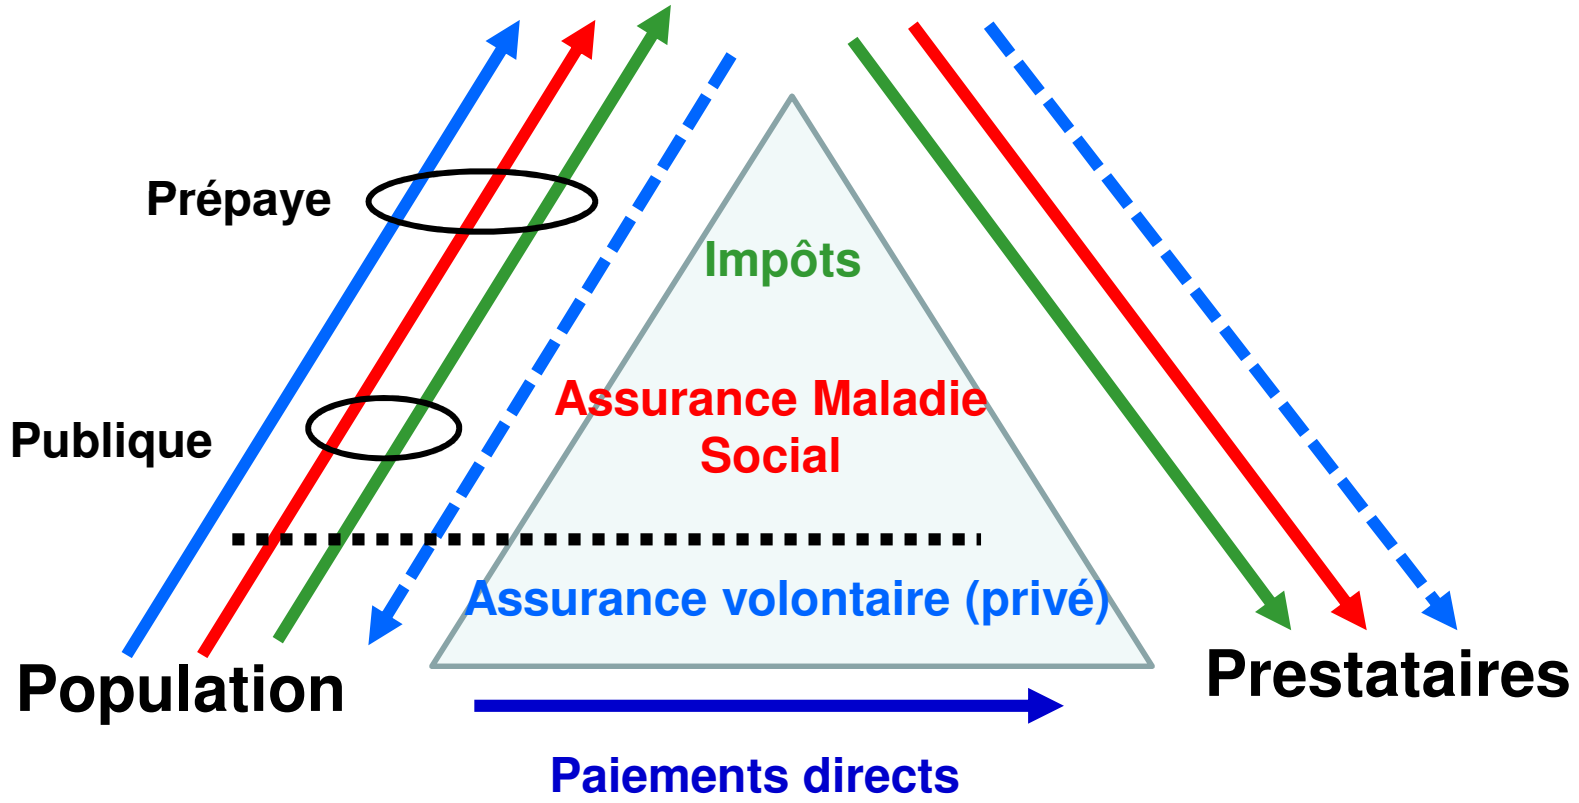 Prépaye
Impôts
Assurance Maladie
Social
Publique
Assurance volontaire (privé)
Population
Prestataires
Paiements directs